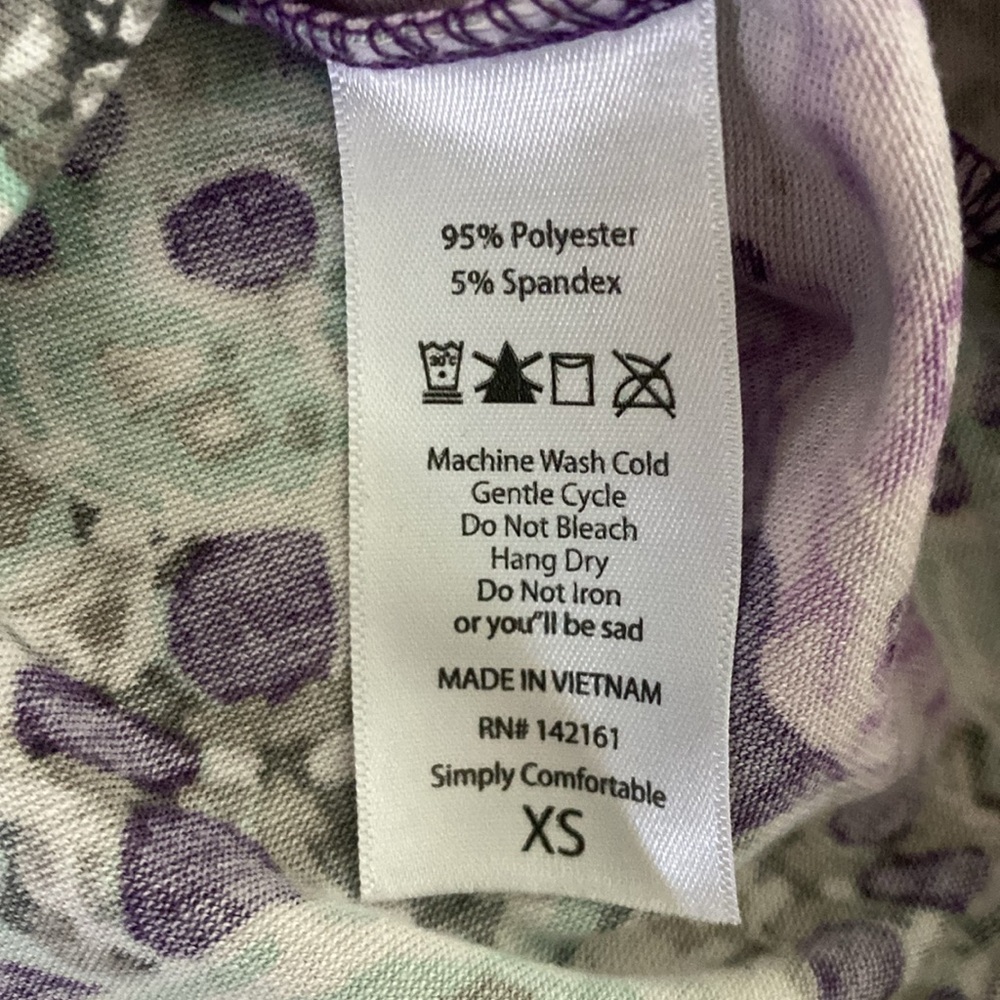 95% Polyester
5% Spandex
30°C
Machine Wash Cold
Gentle Cycle
Do Not Bleach
Hang Dry
Do Not Iron
or you"ll be sad
MADE IN VIETNAM
RN# 142161
Simply Comfortable
XS